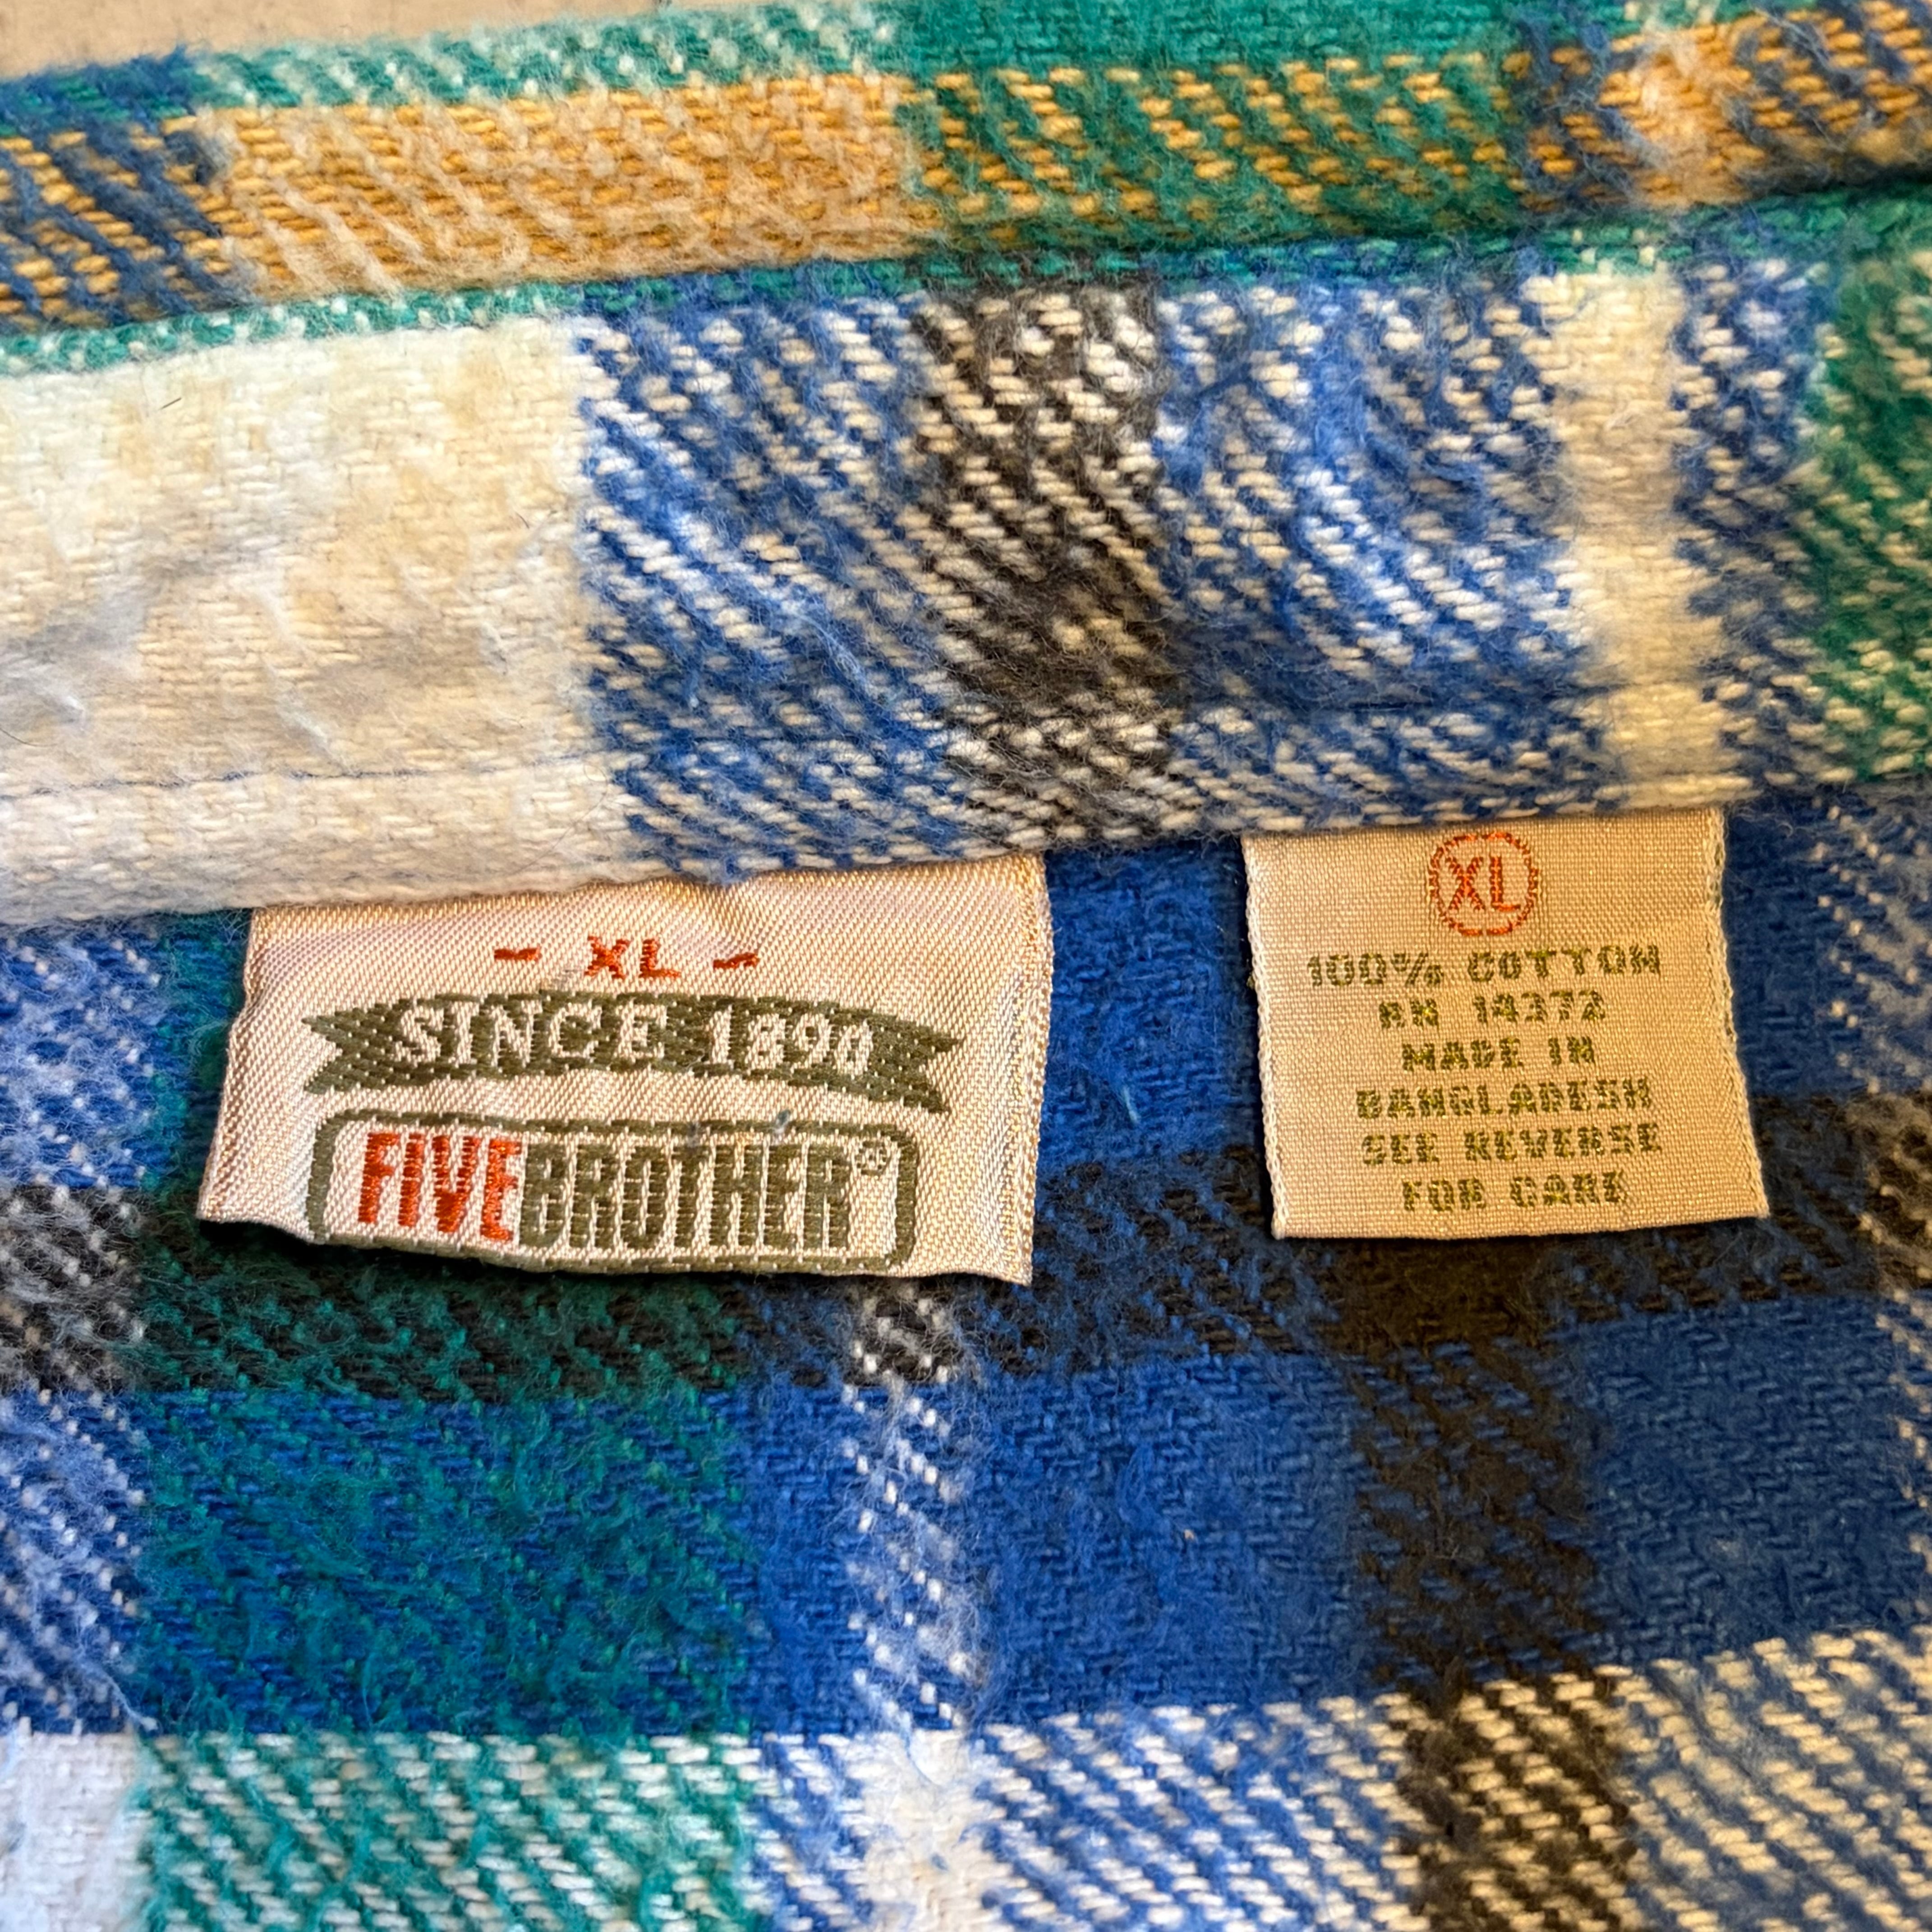 - XL -
SINCE 1890
FIVEBROTHER®
XL
100% COTTON
RN 14372
MADE IN
BANGLADESH
SEE REVERSE
FOR CARE